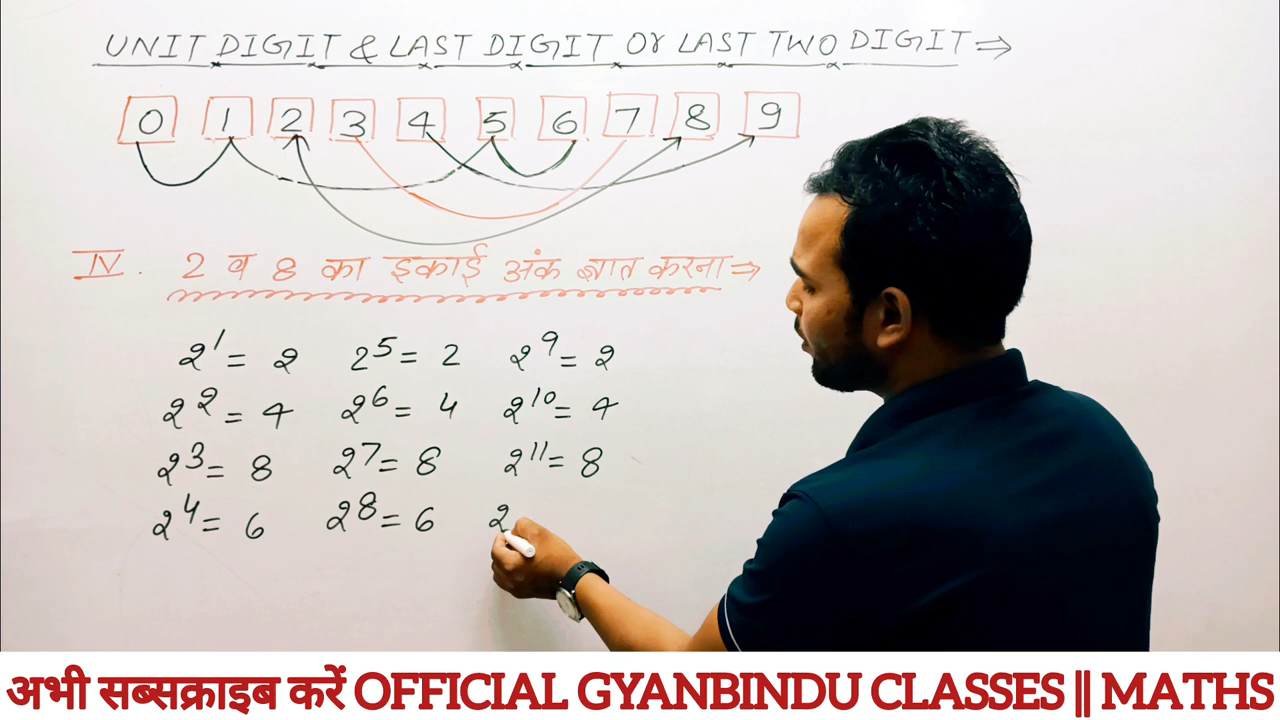 UNIT DIGIT & LAST DIGIT Or LAST TWO DIGIT ⇒
0 1 2 3 4 5 6 7 8 9
IV. 2 व 8 का इकाई अंक ज्ञात करना ⇒
2¹ = 2 2⁵ = 2 2⁹ = 2
2² = 4 2⁶ = 4 2¹⁰ = 4
2³ = 8 2⁷ = 8 2¹¹ = 8
2⁴ = 6 2⁸ = 6 2
अभी सब्सक्राइब करें OFFICIAL GYANBINDU CLASSES || MATHS